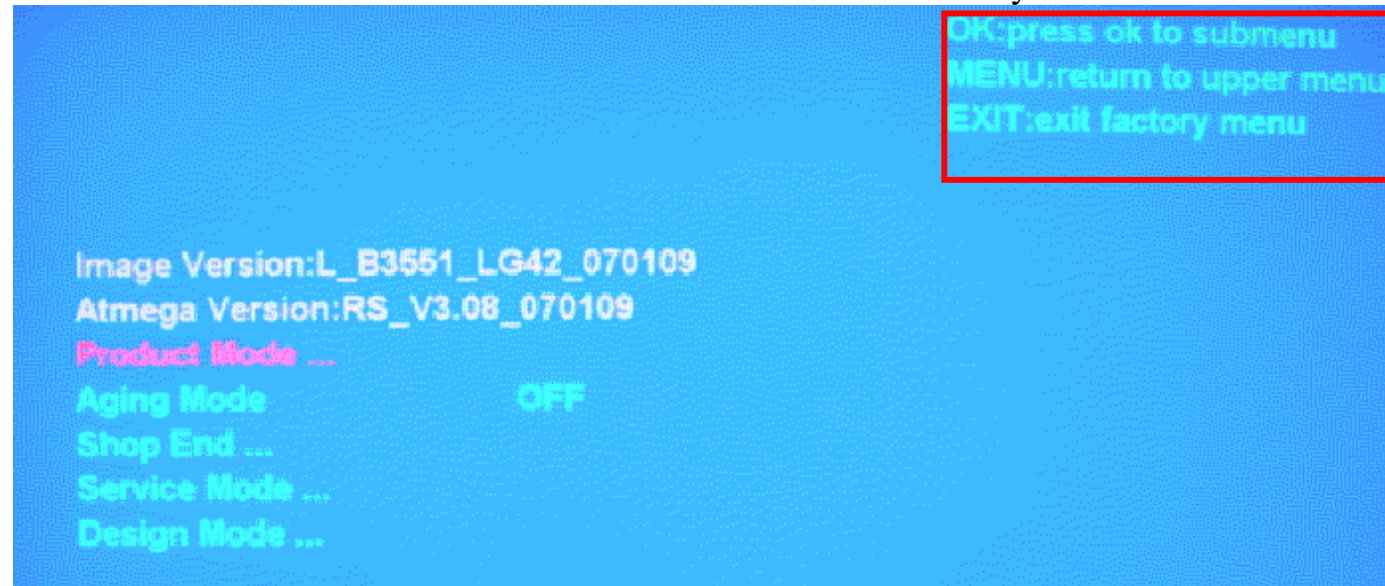 OK:press ok to submenu
MENU:return to upper menu
EXIT:exit factory menu
Image Version:L_B3551_LG42_070109
Atmega Version:RS_V3.08_070109
Product Mode ...
Aging Mode OFF
Shop End ...
Service Mode ...
Design Mode ...